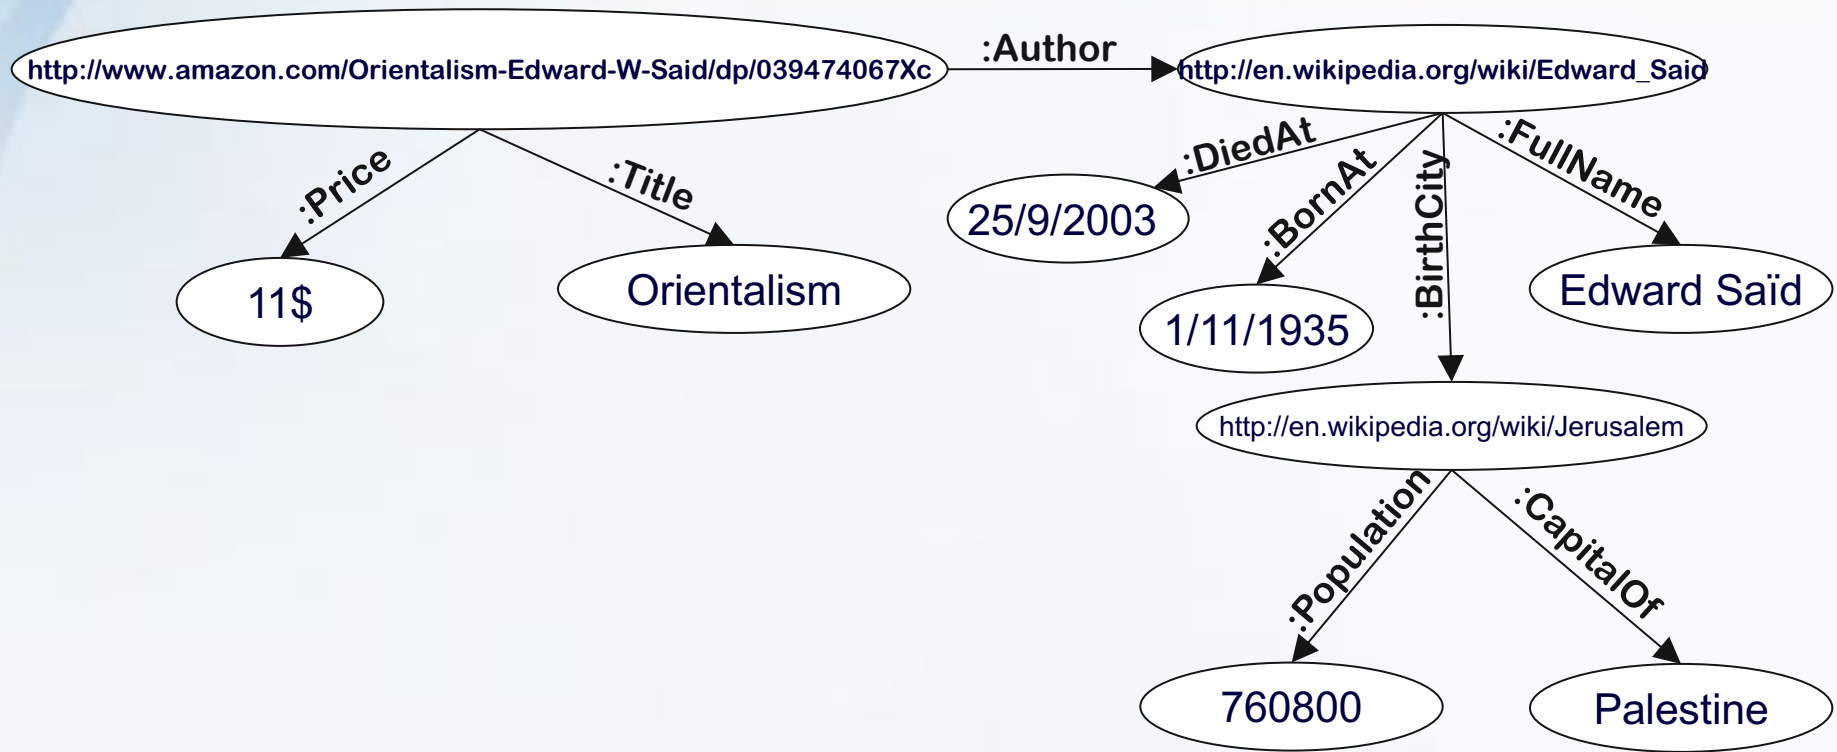 :Author
http://www.amazon.com/Orientalism-Edward-W-Said/dp/039474067Xc
http://en.wikipedia.org/wiki/Edward_Said
:Price
:Title
:DiedAt
:BornAt
:BirthCity
:FullName
25/9/2003
11$
Orientalism
1/11/1935
Edward Saïd
http://en.wikipedia.org/wiki/Jerusalem
:Population
:CapitalOf
760800
Palestine